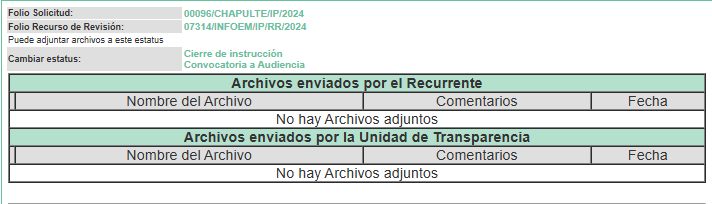 Folio Solicitud: 00096/CHAPULTE/IP/2024
Folio Recurso de Revisión: 07314/INFOEM/IP/RR/2024
Puede adjuntar archivos a este estatus
Cambiar estatus: Cierre de instrucción
Convocatoria a Audiencia
Archivos enviados por el Recurrente
Nombre del Archivo Comentarios Fecha
No hay Archivos adjuntos
Archivos enviados por la Unidad de Transparencia
Nombre del Archivo Comentarios Fecha
No hay Archivos adjuntos